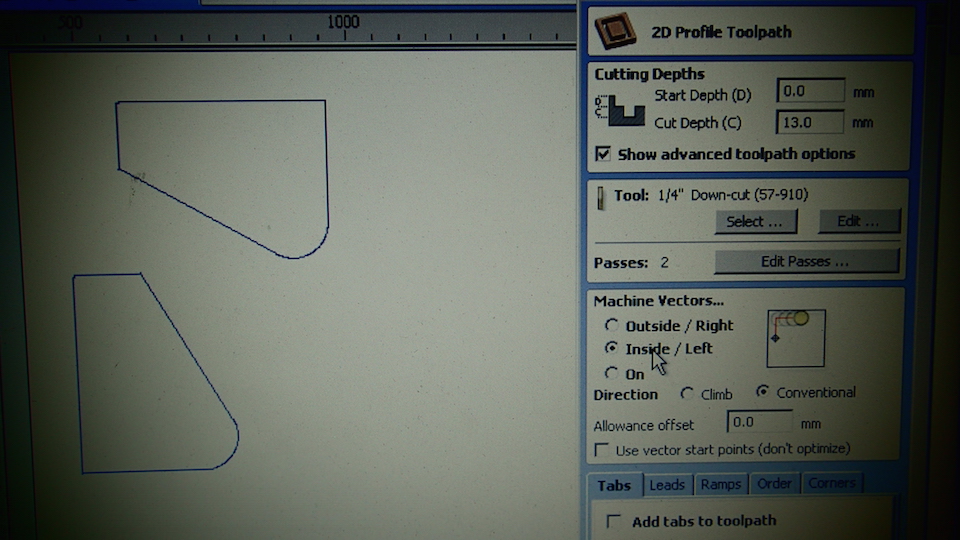 500
1000
2D Profile Toolpath
Cutting Depths
Start Depth (D) 0.0 mm
D
C
Cut Depth (C) 13.0 mm
Show advanced toolpath options
Tool: 1/4" Down-cut (57-910)
Select ... Edit ...
Passes: 2 Edit Passes ...
Machine Vectors...
Outside / Right
Inside / Left
On
Direction Climb Conventional
Allowance offset 0.0 mm
Use vector start points (don't optimize)
Tabs Leads Ramps Order Corners
Add tabs to toolpath